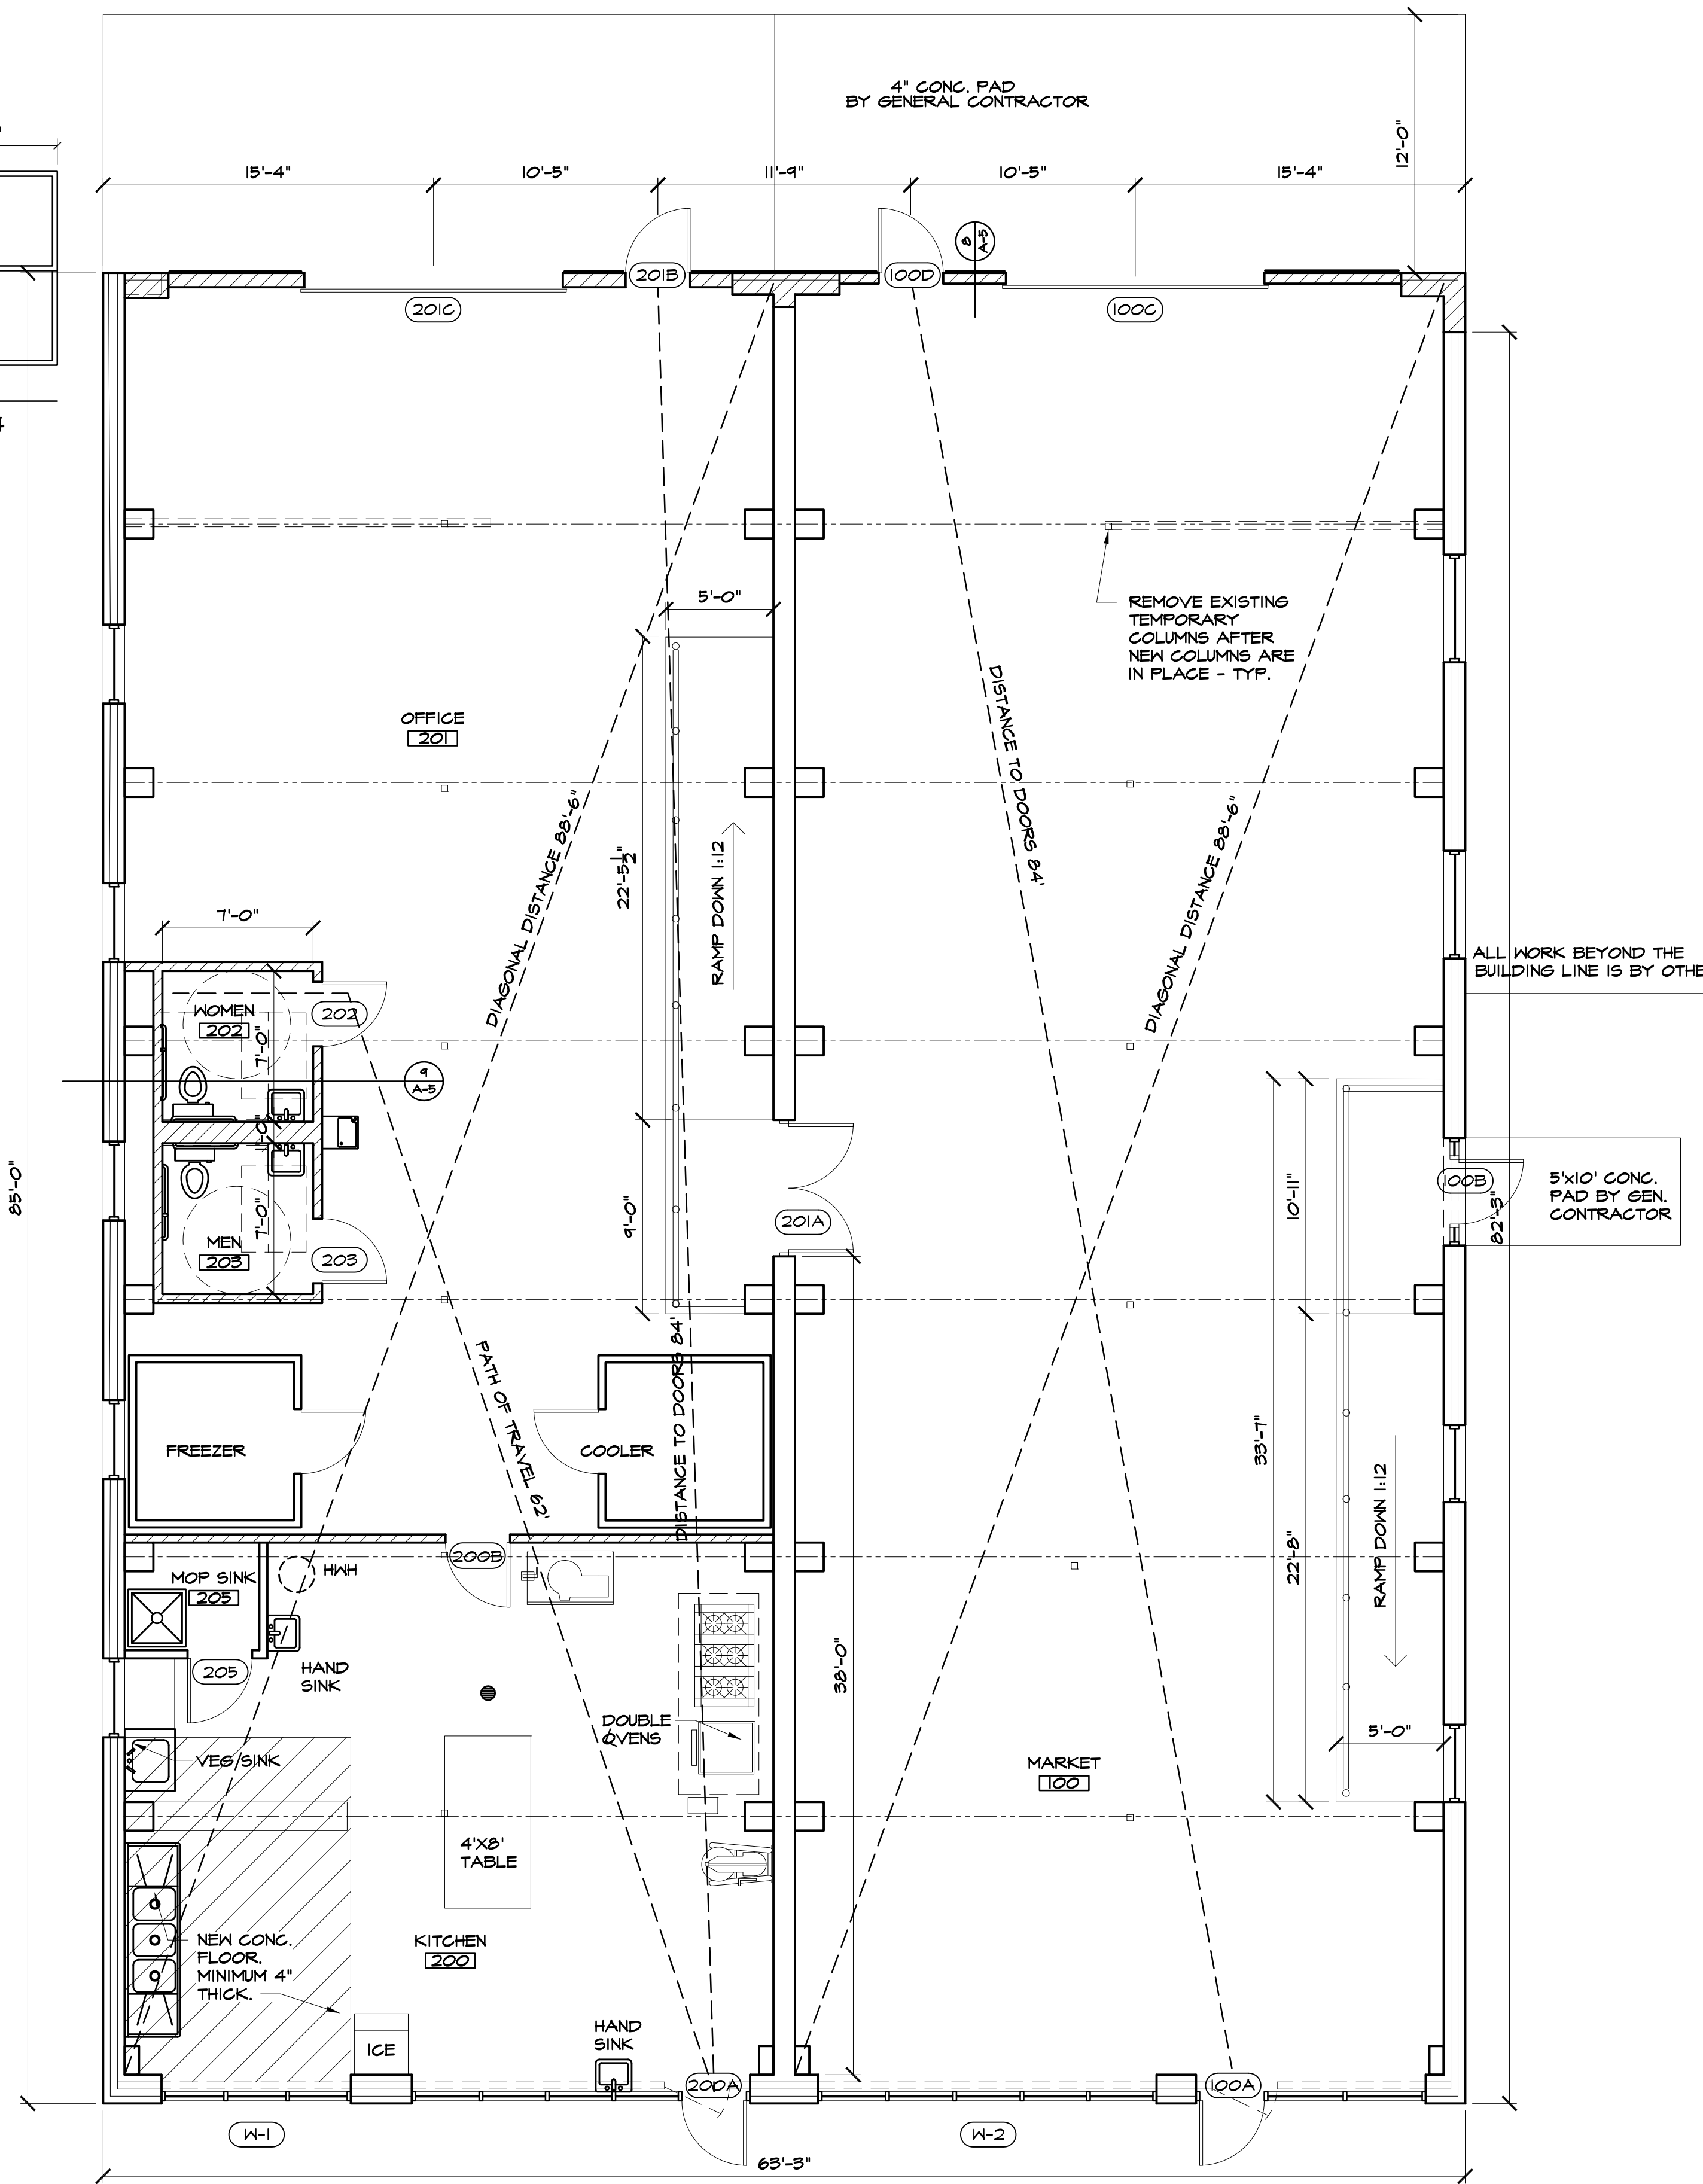 4" CONC. PAD
BY GENERAL CONTRACTOR
12'-0"
15'-4"
10'-5"
11'-9"
10'-5"
15'-4"
8
A-5
201B
100D
201C
100C
5'-0"
REMOVE EXISTING
TEMPORARY
COLUMNS AFTER
NEW COLUMNS ARE
IN PLACE - TYP.
OFFICE
201
DISTANCE TO DOORS 84'
DIAGONAL DISTANCE 88'-6"
DIAGONAL DISTANCE 88'-6"
22'-5 1/2"
RAMP DOWN 1:12
7'-0"
ALL WORK BEYOND THE
BUILDING LINE IS BY OTHE
WOMEN
202
202
7'-0"
9
A-5
1'-0"
85'-0"
MEN
203
203
7'-0"
9'-0"
201A
10'-11"
100B
82'-3"
5'x10' CONC.
PAD BY GEN.
CONTRACTOR
PATH OF TRAVEL 62'
DISTANCE TO DOORS 84'
FREEZER
COOLER
33'-7"
22'-8"
RAMP DOWN 1:12
200B
MOP SINK
205
HWH
205
HAND
SINK
38'-0"
DOUBLE
OVENS
5'-0"
VEG/SINK
MARKET
100
4'X8'
TABLE
NEW CONC.
FLOOR.
MINIMUM 4"
THICK.
KITCHEN
200
ICE
HAND
SINK
200A
100A
W-1
W-2
63'-3"